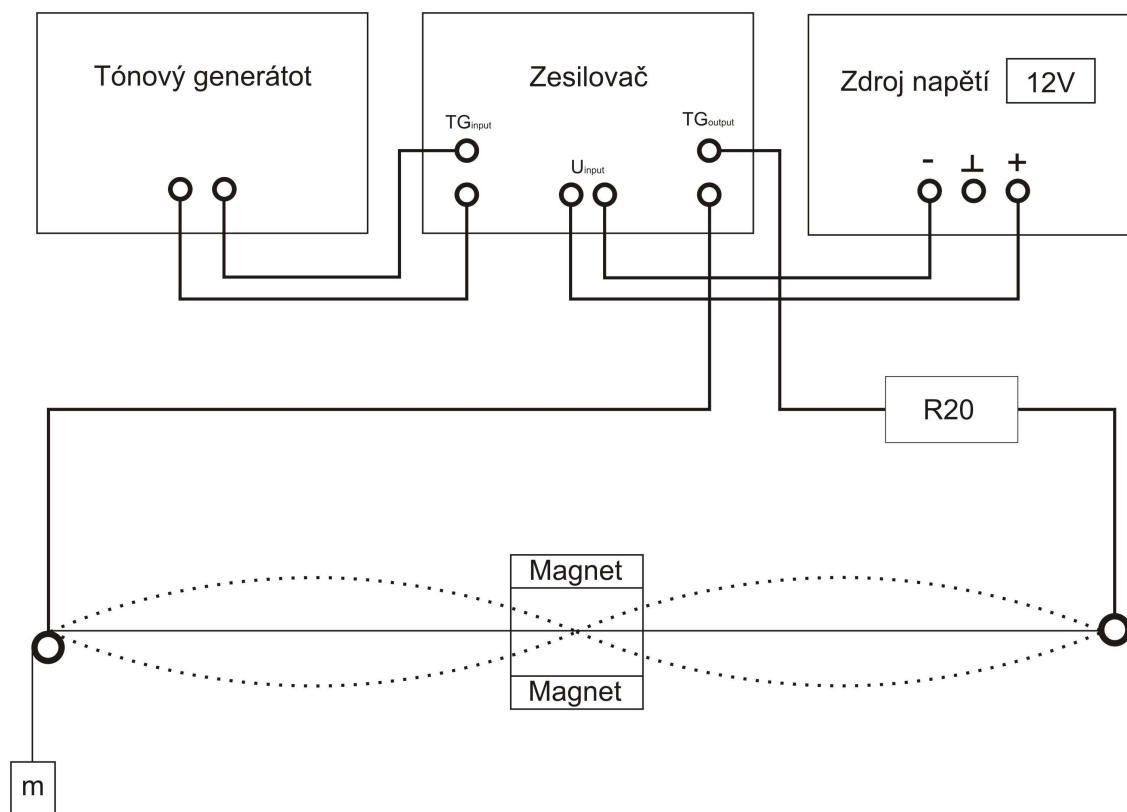 Tónový generátot
Zesilovač
TGinput
TGoutput
Uinput
Zdroj napětí 12V
- ⊥ +
R20
Magnet
Magnet
m